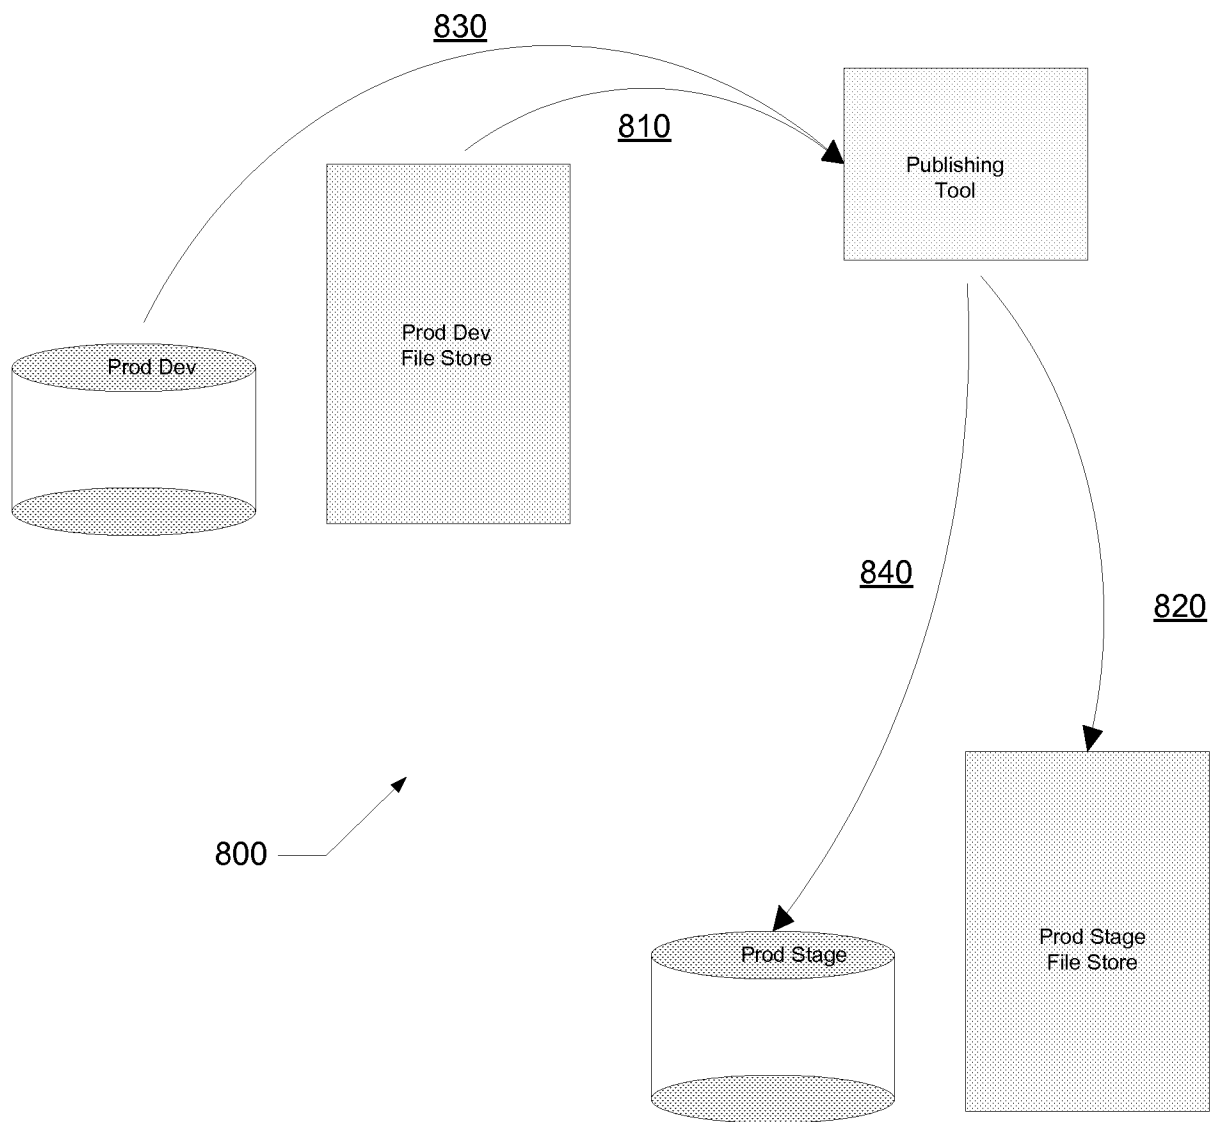 830
810
Publishing
Tool
Prod Dev
File Store
Prod Dev
840
820
800
Prod Stage
Prod Stage
File Store